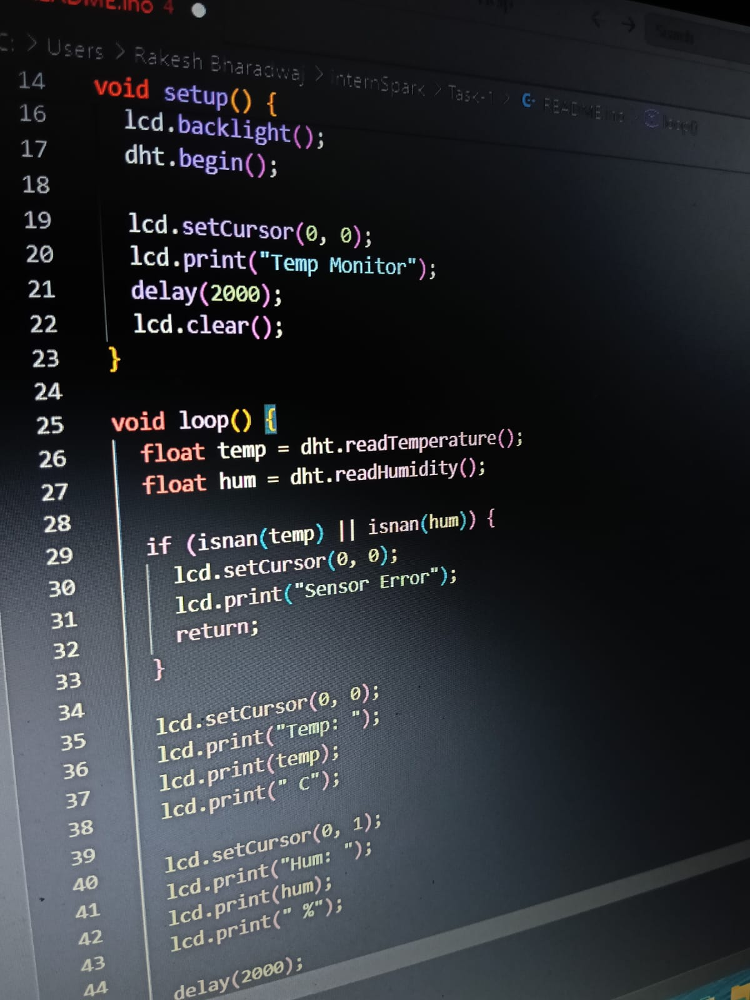 README.ino 4
C: > Users > Rakesh Bharadwaj > InternSpark > Task-1 > README.ino > loop()
14 void setup() {
16 lcd.backlight();
17 dht.begin();
18
19 lcd.setCursor(0, 0);
20 lcd.print("Temp Monitor");
21 delay(2000);
22 lcd.clear();
23 }
24
25 void loop() {
26 float temp = dht.readTemperature();
27 float hum = dht.readHumidity();
28
29 if (isnan(temp) || isnan(hum)) {
30 lcd.setCursor(0, 0);
31 lcd.print("Sensor Error");
32 return;
33 }
34
35 lcd.setCursor(0, 0);
36 lcd.print("Temp: ");
37 lcd.print(temp);
38 lcd.print(" C");
39
40 lcd.setCursor(0, 1);
41 lcd.print("Hum: ");
42 lcd.print(hum);
43 lcd.print(" %");
44
delay(2000);